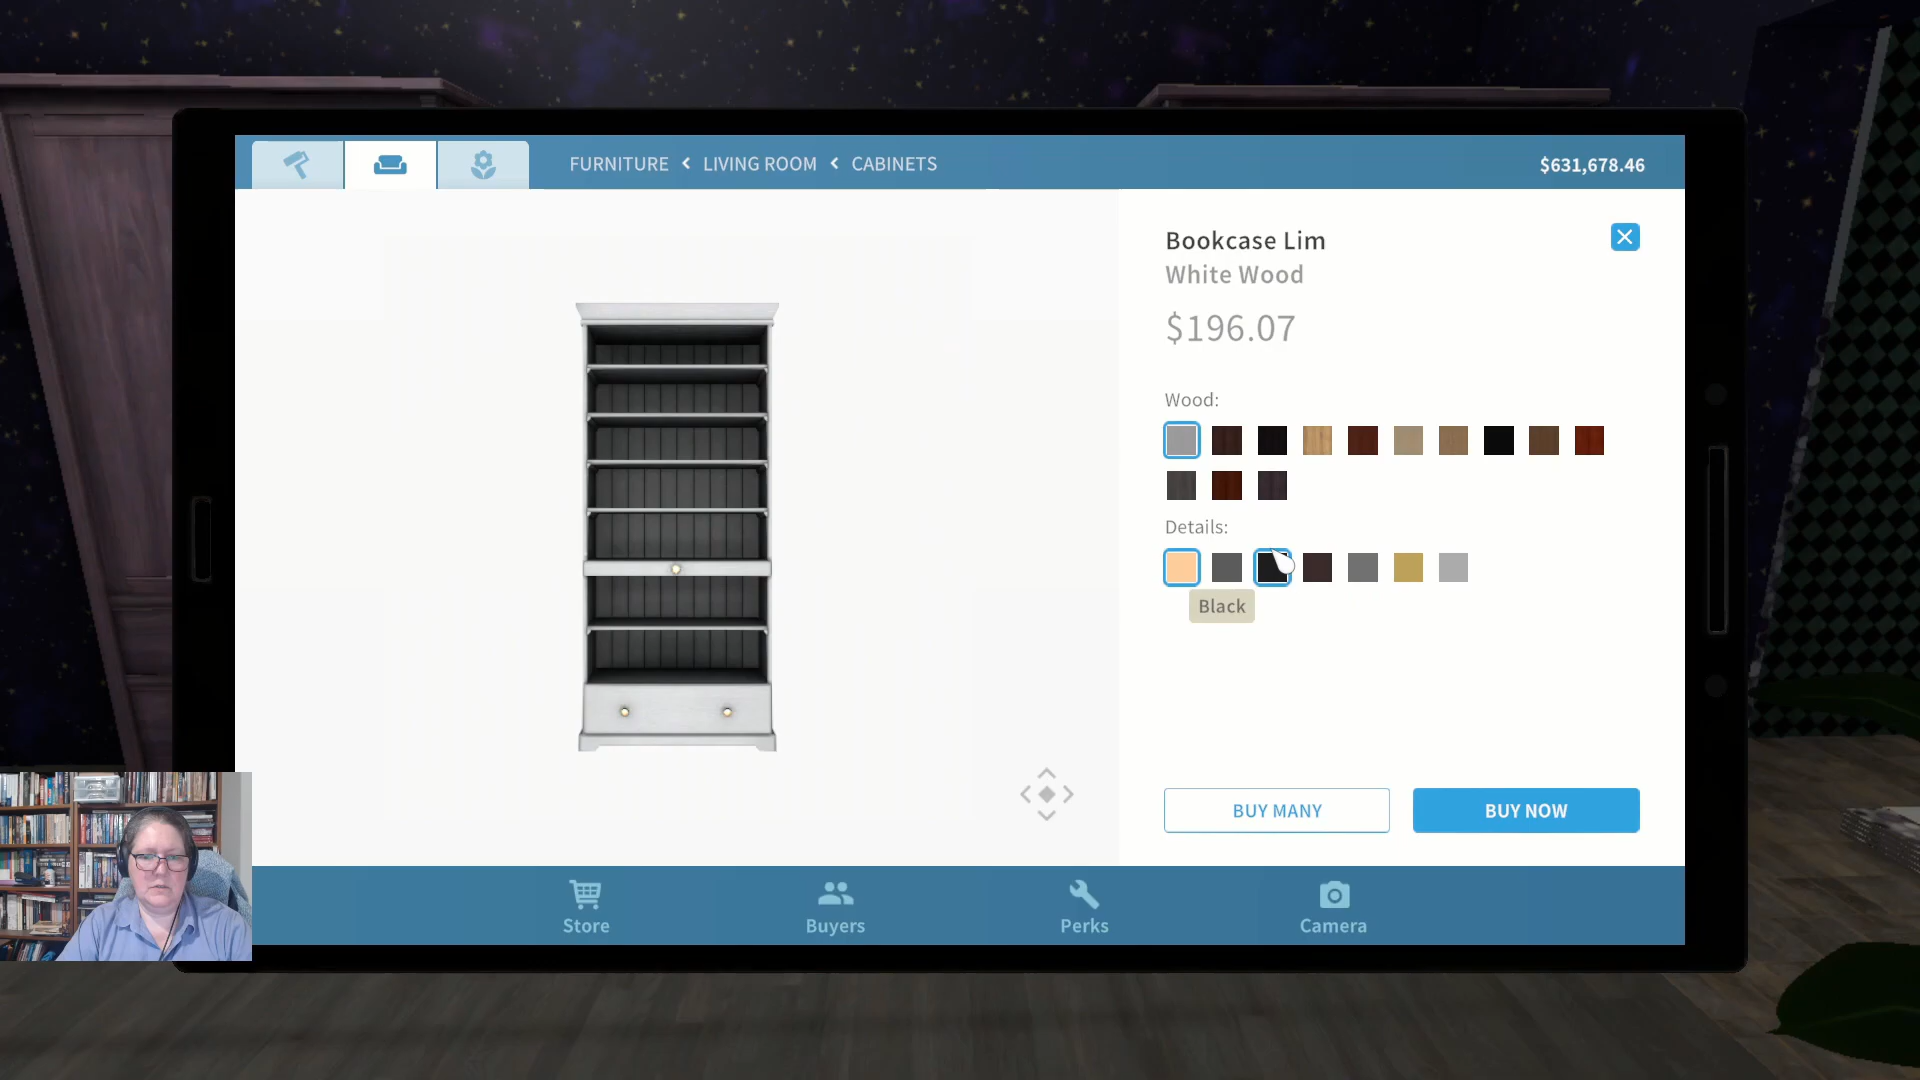 FURNITURE < LIVING ROOM < CABINETS
$631,678.46
Bookcase Lim
White Wood
$196.07
Wood:
Details:
Black
BUY MANY
BUY NOW
Store
Buyers
Perks
Camera